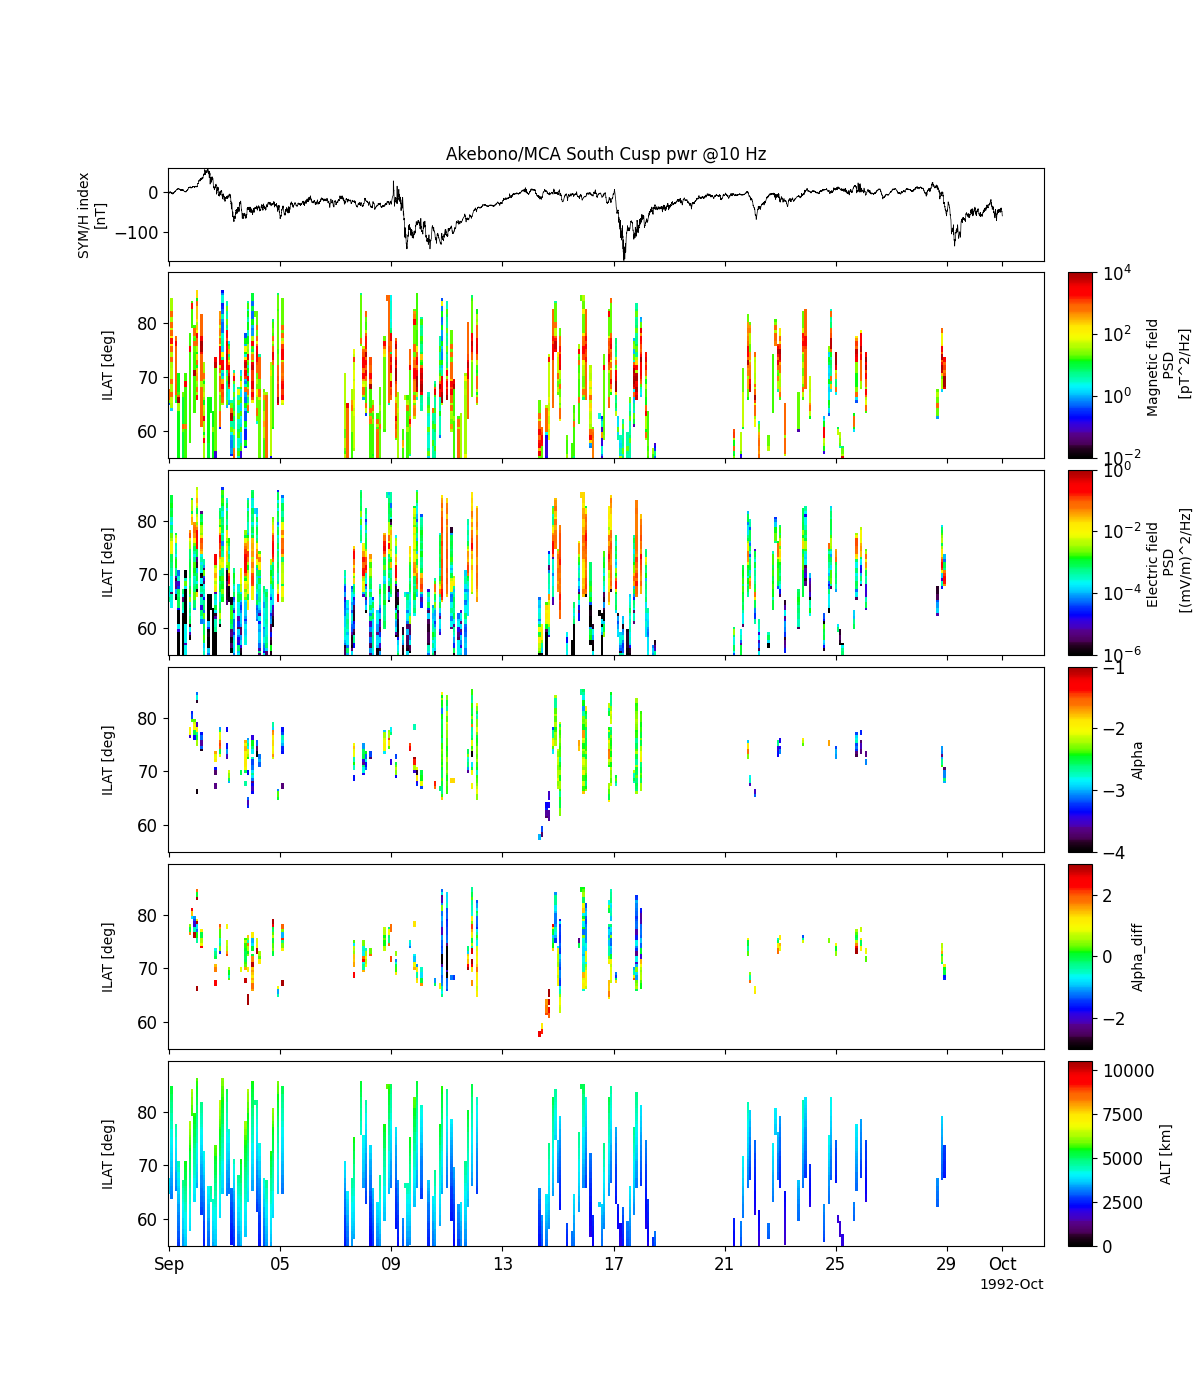 Akebono/MCA South Cusp pwr @10 Hz
SYM/H index
[nT]
0
−100
ILAT [deg]
80
70
60
10^4
10^2
10^0
10^−2
Magnetic field
PSD
[pT^2/Hz]
ILAT [deg]
80
70
60
10^0
10^−2
10^−4
10^−6
Electric field
PSD
[(mV/m)^2/Hz]
ILAT [deg]
80
70
60
−1
−2
−3
−4
Alpha
ILAT [deg]
80
70
60
2
0
−2
Alpha_diff
ILAT [deg]
80
70
60
10000
7500
5000
2500
0
ALT [km]
Sep 05 09 13 17 21 25 29 Oct
1992-Oct